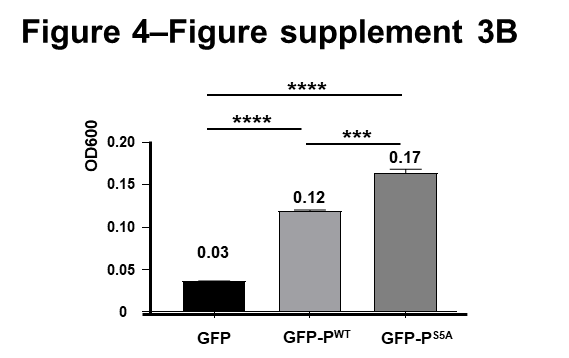 Figure 4–Figure supplement 3B
****
****
***
OD600
0.20
0.15
0.10
0.05
0
0.03
0.12
0.17
GFP
GFP-PWT
GFP-PS5A